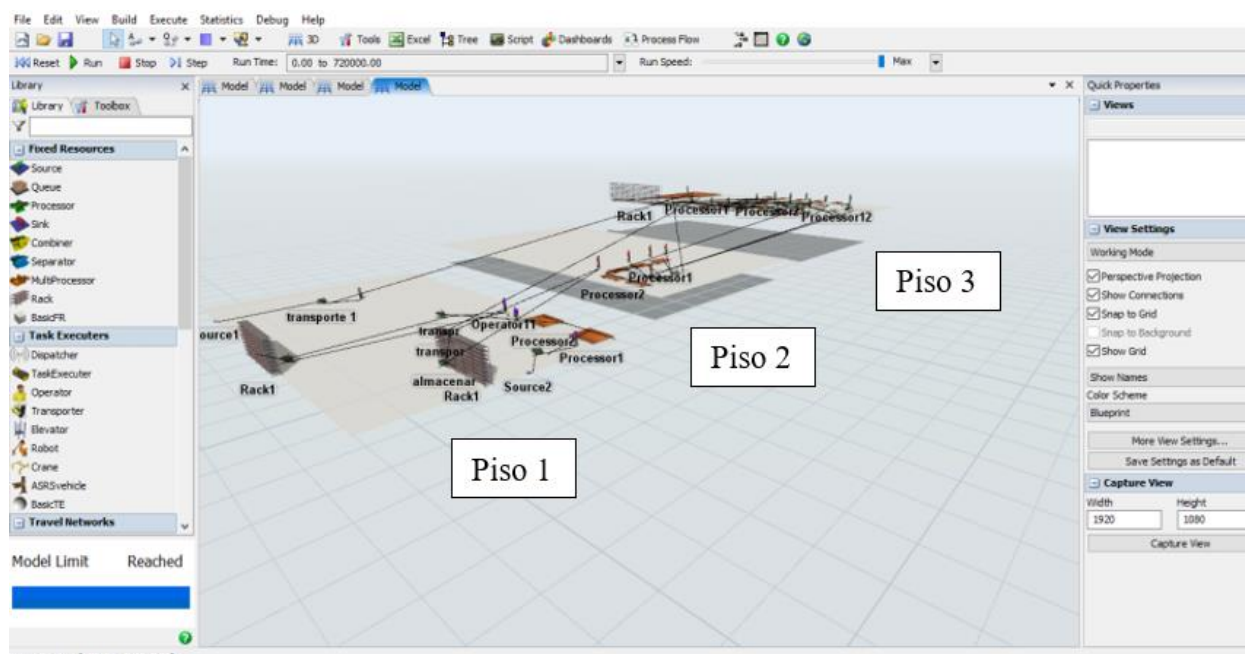 File Edit View Build Execute Statistics Debug Help
3D Tools Excel Tree Script Dashboards Process Flow
Reset Run Stop Step Run Time: 0.00 to 720000.00 Run Speed: Max
Library
Model Model Model Model
Quick Properties
Library Toolbox
Views
Fixed Resources
Source
Queue
Processor
Sink
Combiner
Separator
MultiProcessor
Rack
BasicFR
Task Executers
Dispatcher
TaskExecuter
Operator
Transporter
Elevator
Robot
Crane
ASRSvehicle
BasicTE
Travel Networks
Model Limit Reached
Rack1 Processor1 Processor2 Processor12
Processor1
Processor2
transporte 1
ource1
transpr Operator11
Processor2
transpor Processor1
almacenar Source2
Rack1 Rack1
Piso 3
Piso 2
Piso 1
View Settings
Working Mode
Perspective Projection
Show Connections
Snap to Grid
Snap to Background
Show Grid
Show Names
Color Scheme
Blueprint
More View Settings...
Save Settings as Default
Capture View
Width Height
1920 1080
Capture View